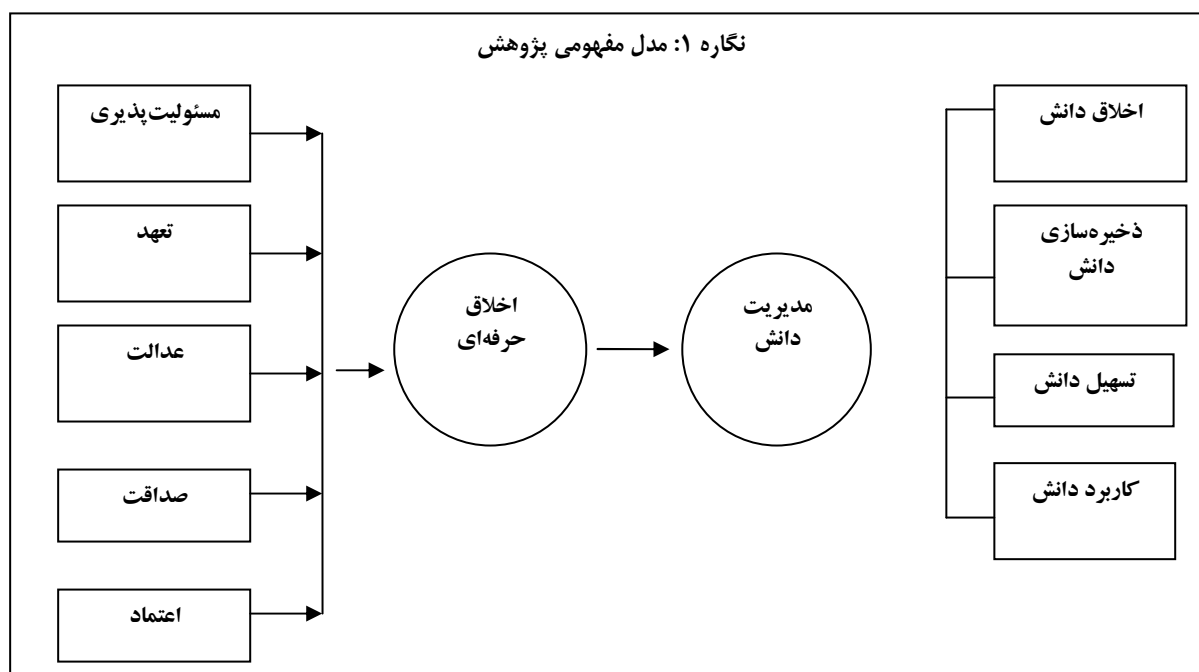 نگاره ۱: مدل مفهومی پژوهش
اخلاق دانش
ذخیره‌سازی
دانش
تسهیل دانش
کاربرد دانش
مدیریت
دانش
اخلاق
حرفه‌ای
مسئولیت‌پذیری
تعهد
عدالت
صداقت
اعتماد